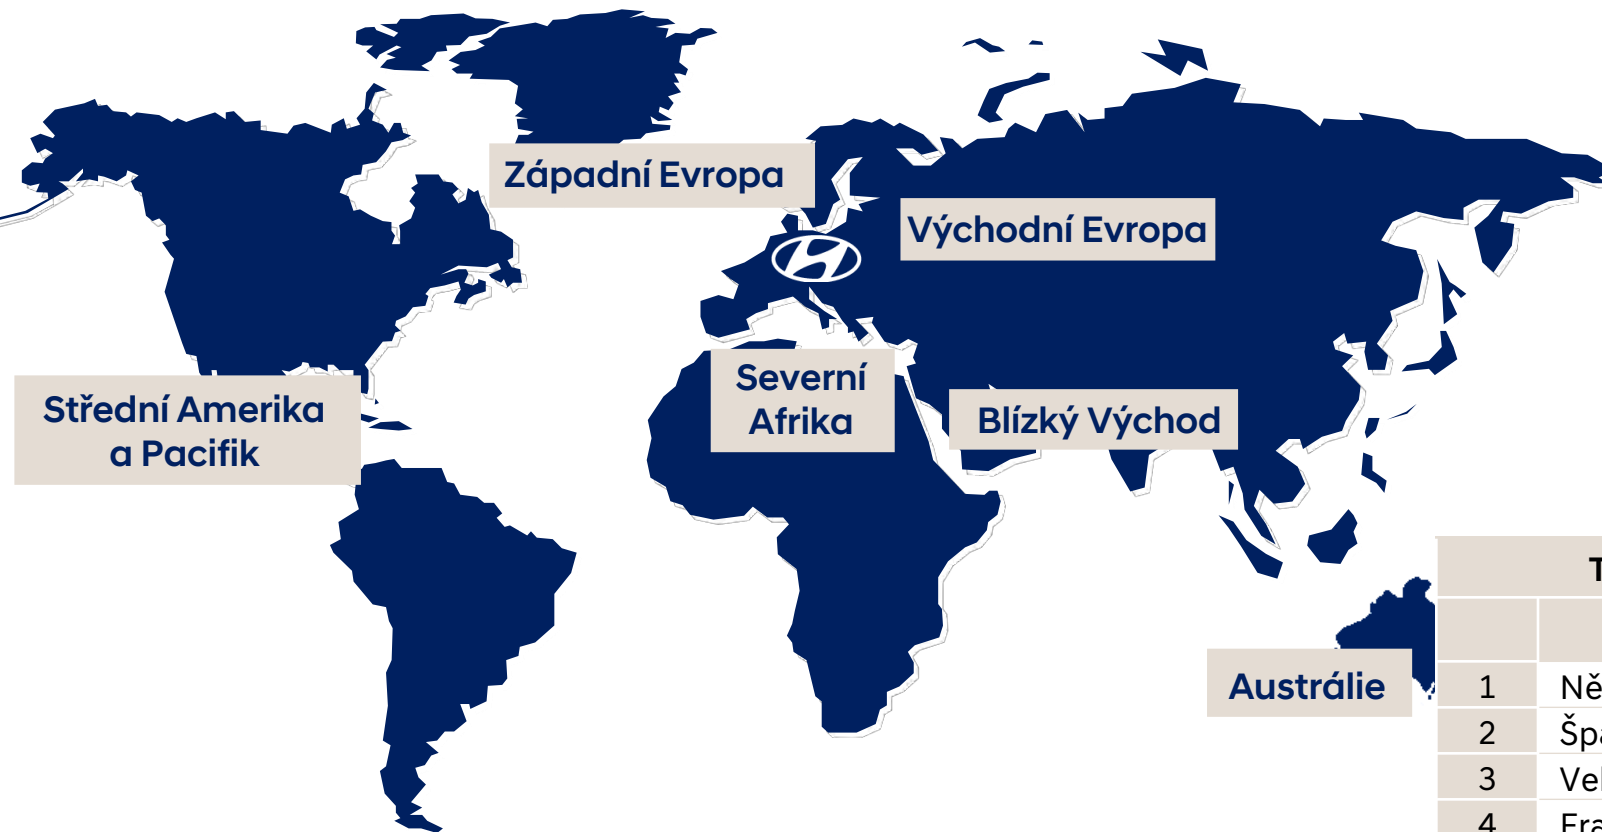 Západní Evropa
Východní Evropa
Severní
Afrika
Blízký Východ
Střední Amerika
a Pacifik
Austrálie
1
2
3
4